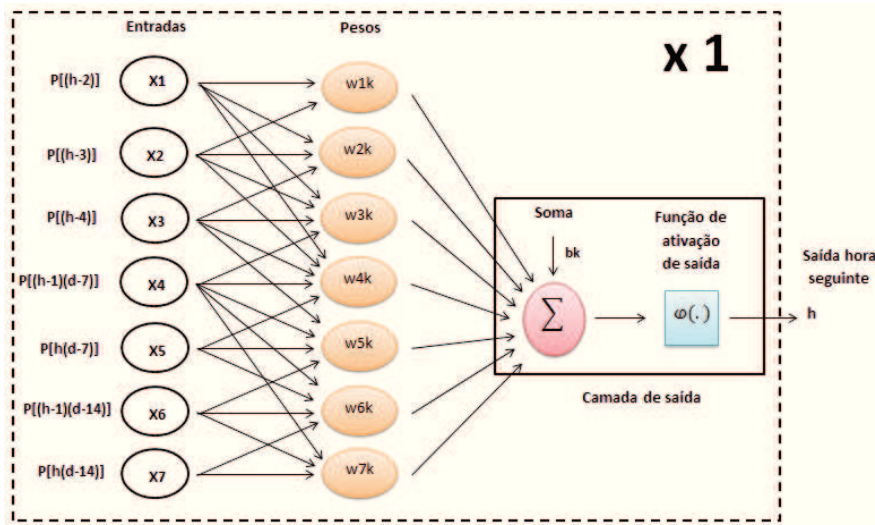 Entradas
Pesos
x 1
P[(h-2)]
X1
w1k
P[(h-3)]
X2
w2k
P[(h-4)]
X3
w3k
P[(h-1)(d-7)]
X4
w4k
P[h(d-7)]
X5
w5k
P[(h-1)(d-14)]
X6
w6k
P[h(d-14)]
X7
w7k
Soma
bk
∑
Função de
ativação
de saída
φ(.)
Camada de saída
Saída hora
seguinte
h